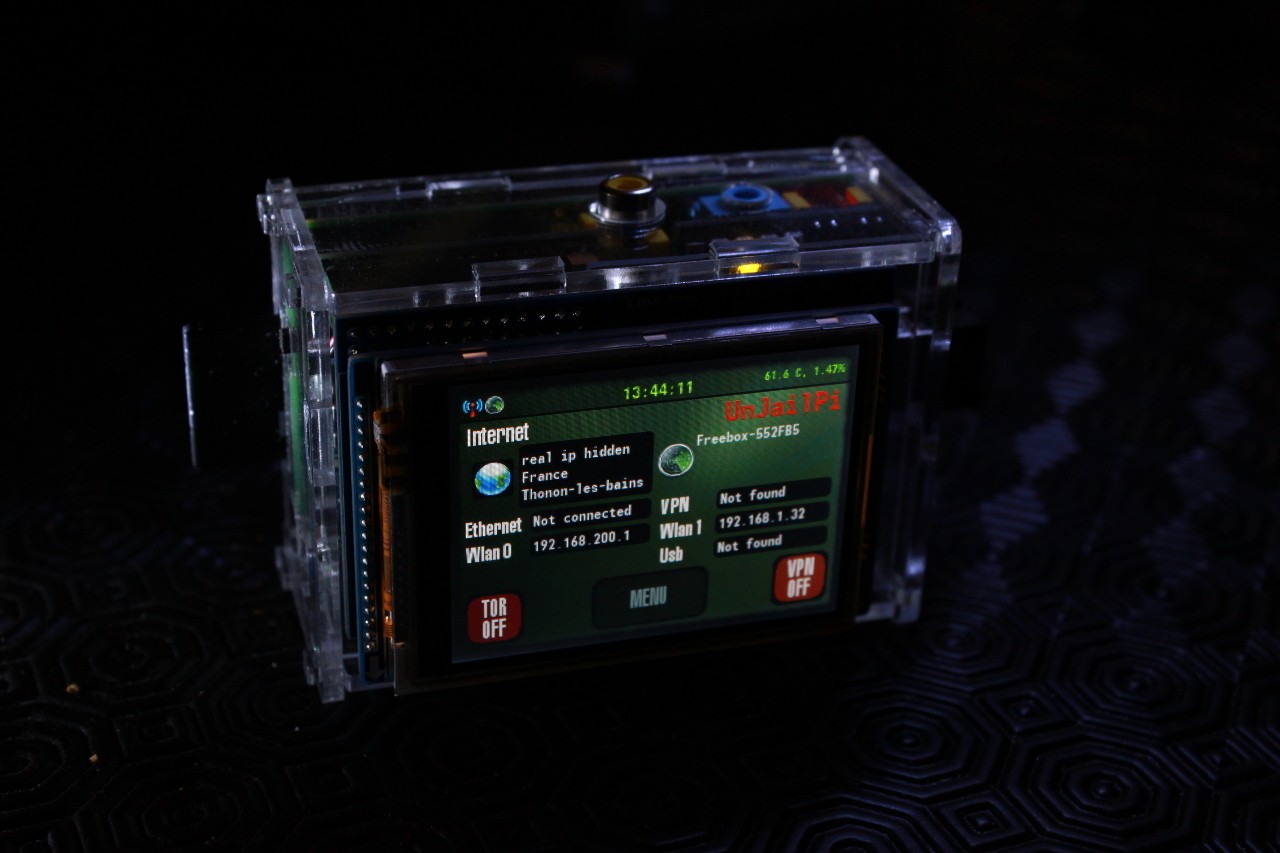 13:44:11
61.6 C, 1.47%
UnJailPi
Internet
Freebox-552FB5
real ip hidden
France
Thonon-les-bains
Ethernet Not connected
Wlan 0 192.168.200.1
VPN Not found
Wlan 1 192.168.1.32
Usb Not found
TOR
OFF
MENU
VPN
OFF